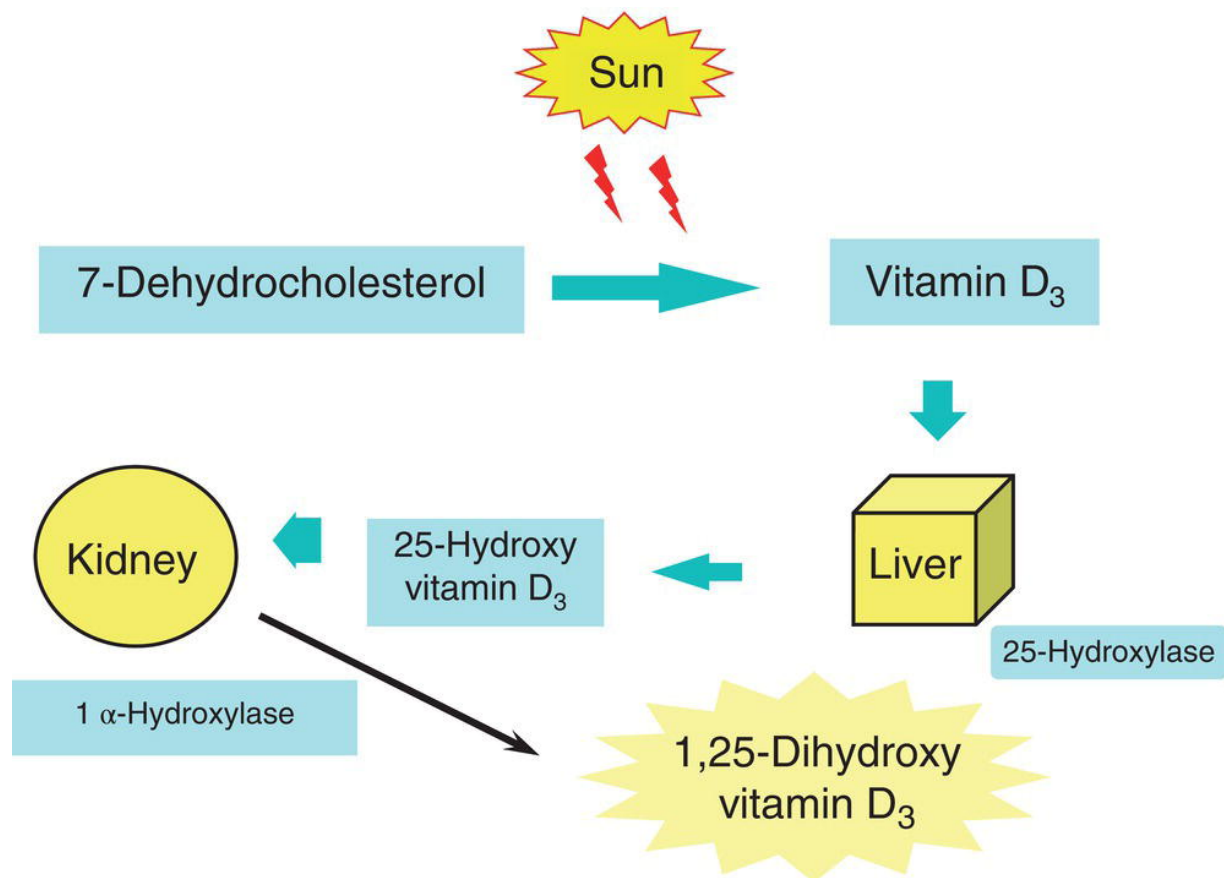 Sun
7-Dehydrocholesterol
Vitamin D₃
Kidney
25-Hydroxy
vitamin D₃
Liver
25-Hydroxylase
1 α-Hydroxylase
1,25-Dihydroxy
vitamin D₃